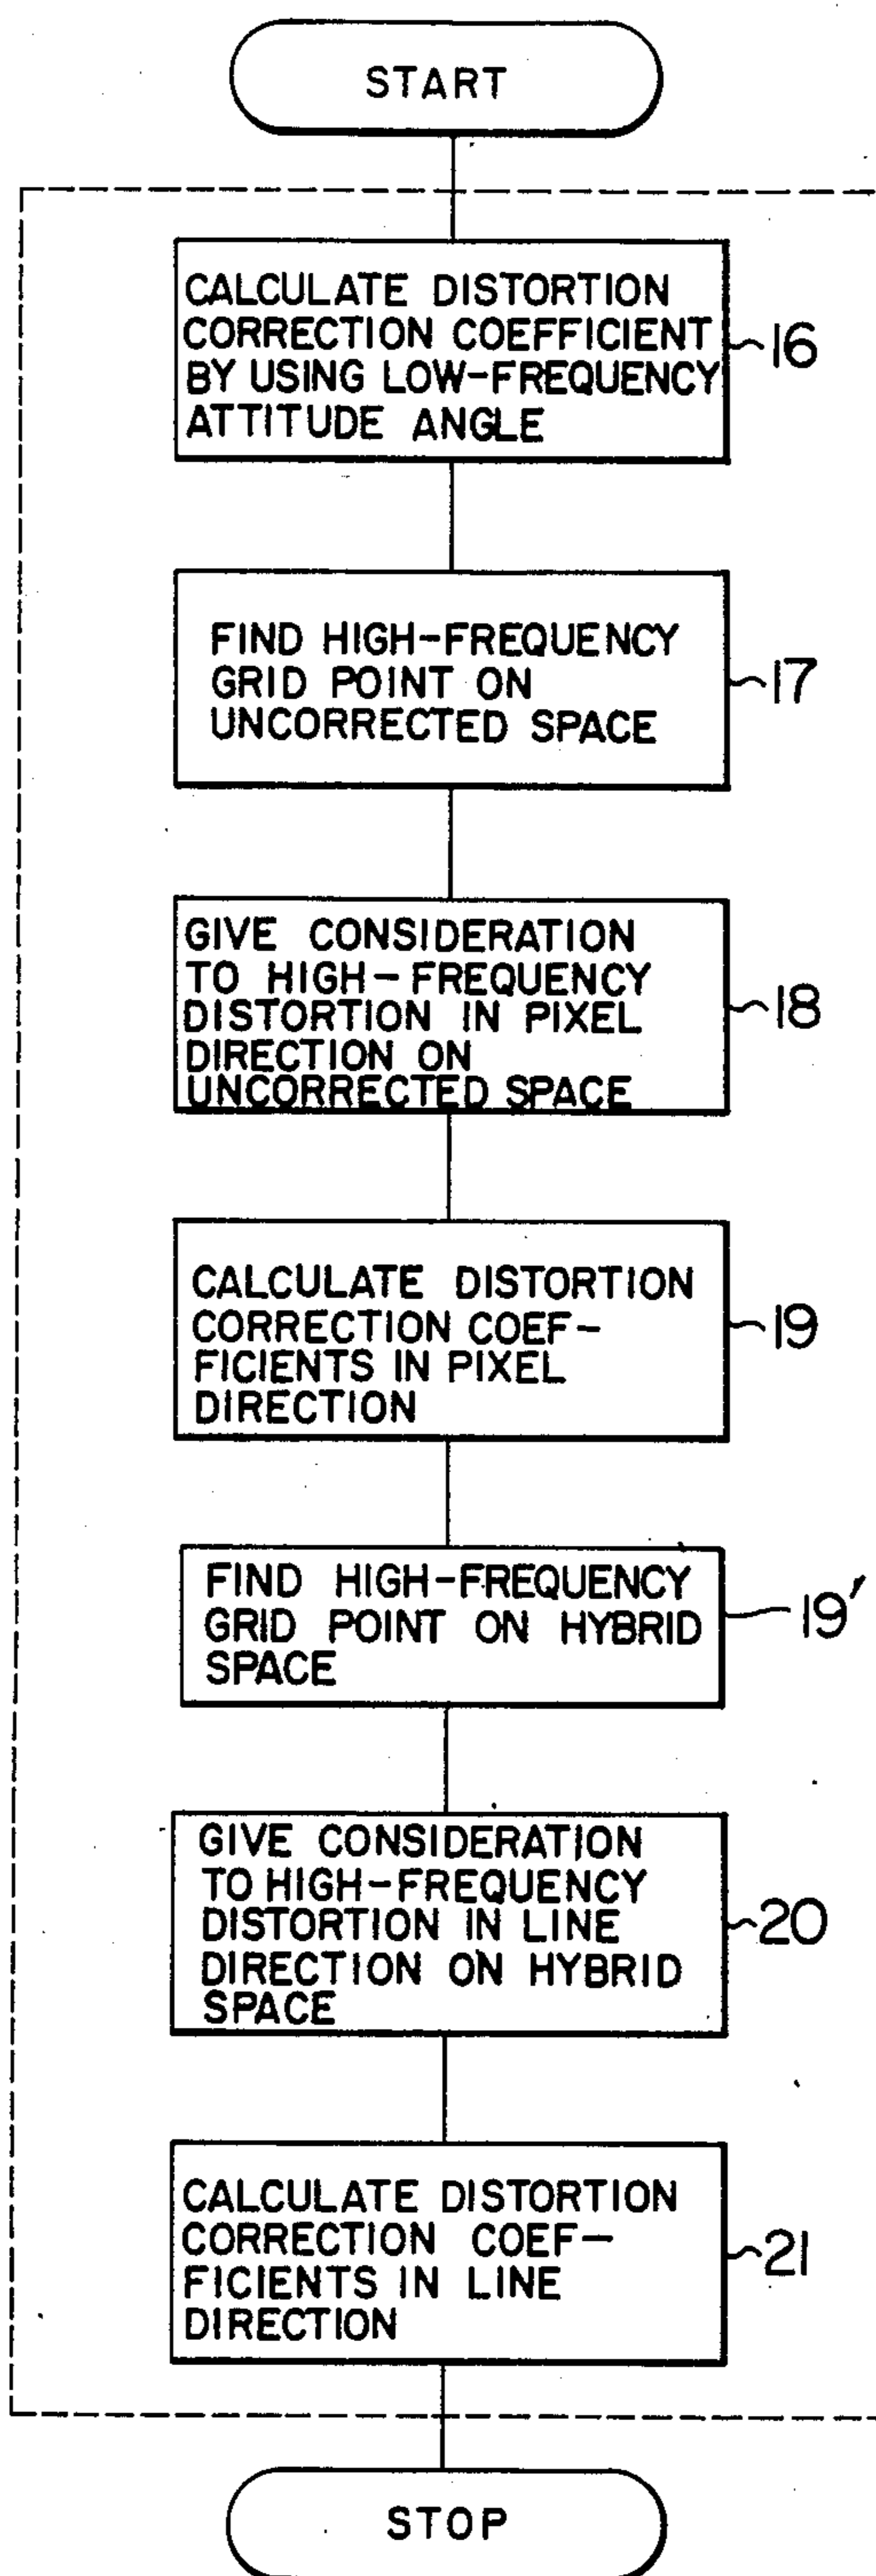 START
CALCULATE DISTORTION
CORRECTION COEFFICIENT
BY USING LOW-FREQUENCY
ATTITUDE ANGLE
16
FIND HIGH-FREQUENCY
GRID POINT ON
UNCORRECTED SPACE
17
GIVE CONSIDERATION
TO HIGH-FREQUENCY
DISTORTION IN PIXEL
DIRECTION ON
UNCORRECTED SPACE
18
CALCULATE DISTORTION
CORRECTION COEF-
FICIENTS IN PIXEL
DIRECTION
19
FIND HIGH-FREQUENCY
GRID POINT ON HYBRID
SPACE
19'
GIVE CONSIDERATION
TO HIGH-FREQUENCY
DISTORTION IN LINE
DIRECTION ON HYBRID
SPACE
20
CALCULATE DISTORTION
CORRECTION COEF-
FICIENTS IN LINE
DIRECTION
21
STOP